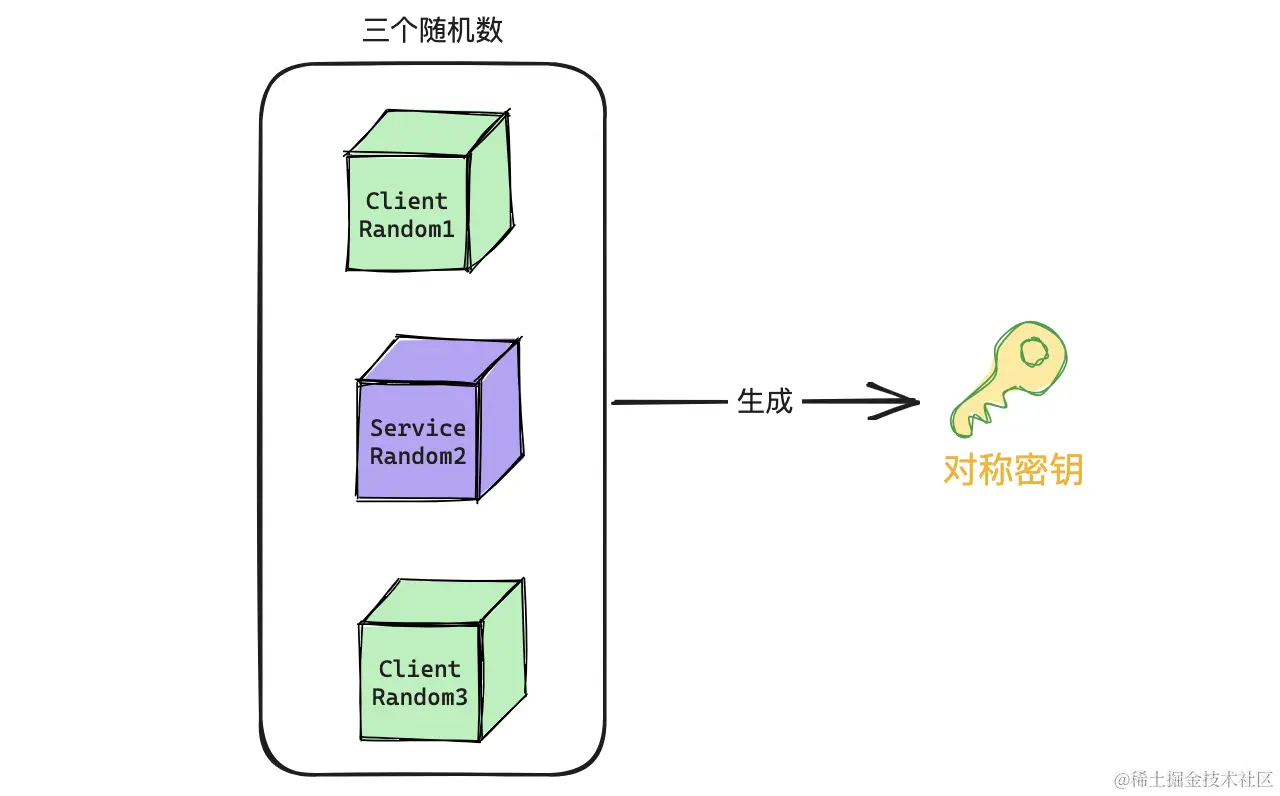 三个随机数
Client
Random1
Service
Random2
Client
Random3
生成
对称密钥
@稀土掘金技术社区